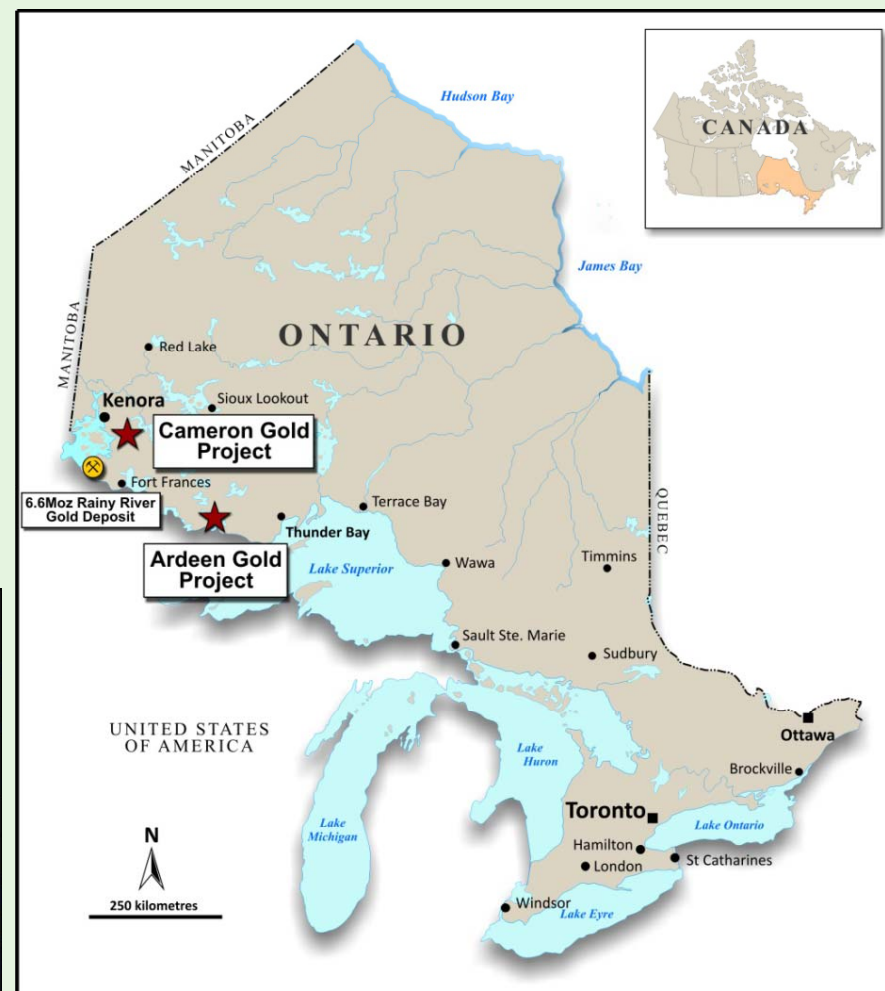 Hudson Bay
CANADA
MANITOBA
James Bay
ONTARIO
MANITOBA
Red Lake
Kenora
Sioux Lookout
Cameron Gold
Project
Fort Frances
6.6Moz Rainy River
Gold Deposit
Terrace Bay
QUEBEC
Thunder Bay
Ardeen Gold
Project
Lake Superior
Wawa
Timmins
Sault Ste. Marie
Sudbury
UNITED STATES
OF AMERICA
Ottawa
Lake
Huron
Brockville
Toronto
Lake
Michigan
Lake Ontario
N
Hamilton
St Catharines
London
250 kilometres
Windsor
Lake Eyre